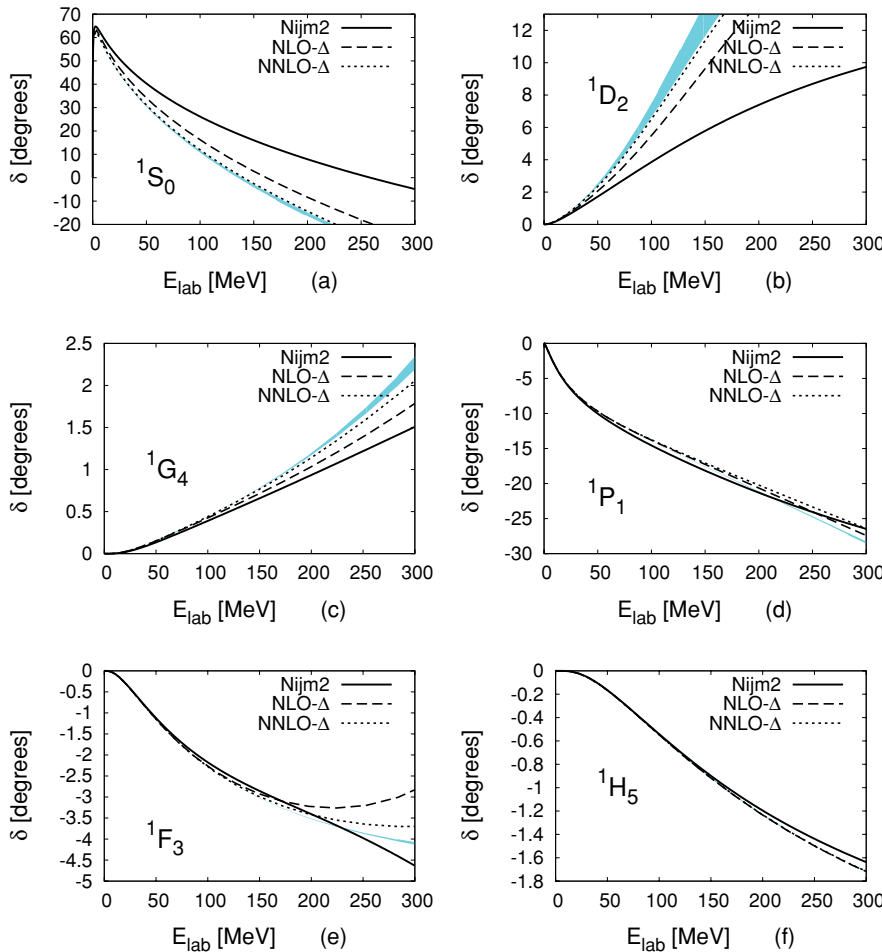 70
60
50
40
30
20
10
0
-10
-20
δ [degrees]
Nijm2
NLO-Δ
NNLO-Δ
¹S₀
0 50 100 150 200 250 300
E_lab [MeV] (a)
12
10
8
6
4
2
0
δ [degrees]
Nijm2
NLO-Δ
NNLO-Δ
¹D₂
0 50 100 150 200 250 300
E_lab [MeV] (b)
2.5
2
1.5
1
0.5
0
δ [degrees]
Nijm2
NLO-Δ
NNLO-Δ
¹G₄
0 50 100 150 200 250 300
E_lab [MeV] (c)
0
-5
-10
-15
-20
-25
-30
δ [degrees]
Nijm2
NLO-Δ
NNLO-Δ
¹P₁
0 50 100 150 200 250 300
E_lab [MeV] (d)
0
-0.5
-1
-1.5
-2
-2.5
-3
-3.5
-4
-4.5
-5
δ [degrees]
Nijm2
NLO-Δ
NNLO-Δ
¹F₃
0 50 100 150 200 250 300
E_lab [MeV] (e)
0
-0.2
-0.4
-0.6
-0.8
-1
-1.2
-1.4
-1.6
-1.8
δ [degrees]
Nijm2
NLO-Δ
NNLO-Δ
¹H₅
0 50 100 150 200 250 300
E_lab [MeV] (f)